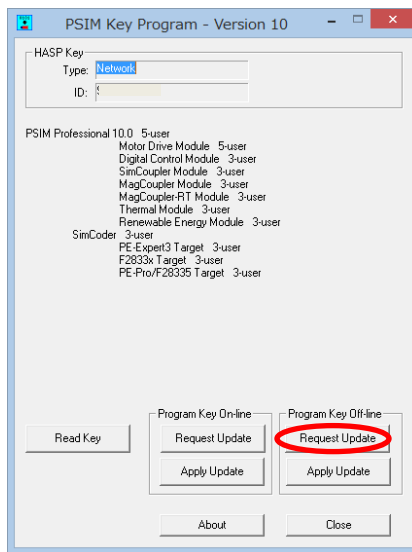 PSIM Key Program - Version 10
HASP Key
Type: Network
ID:
PSIM Professional 10.0 5-user
Motor Drive Module 5-user
Digital Control Module 3-user
SimCoupler Module 3-user
MagCoupler Module 3-user
MagCoupler-RT Module 3-user
Thermal Module 3-user
Renewable Energy Module 3-user
SimCoder 3-user
PE-Expert3 Target 3-user
F2833x Target 3-user
PE-Pro/F28335 Target 3-user
Program Key On-line
Program Key Off-line
Read Key
Request Update
Request Update
Apply Update
Apply Update
About
Close